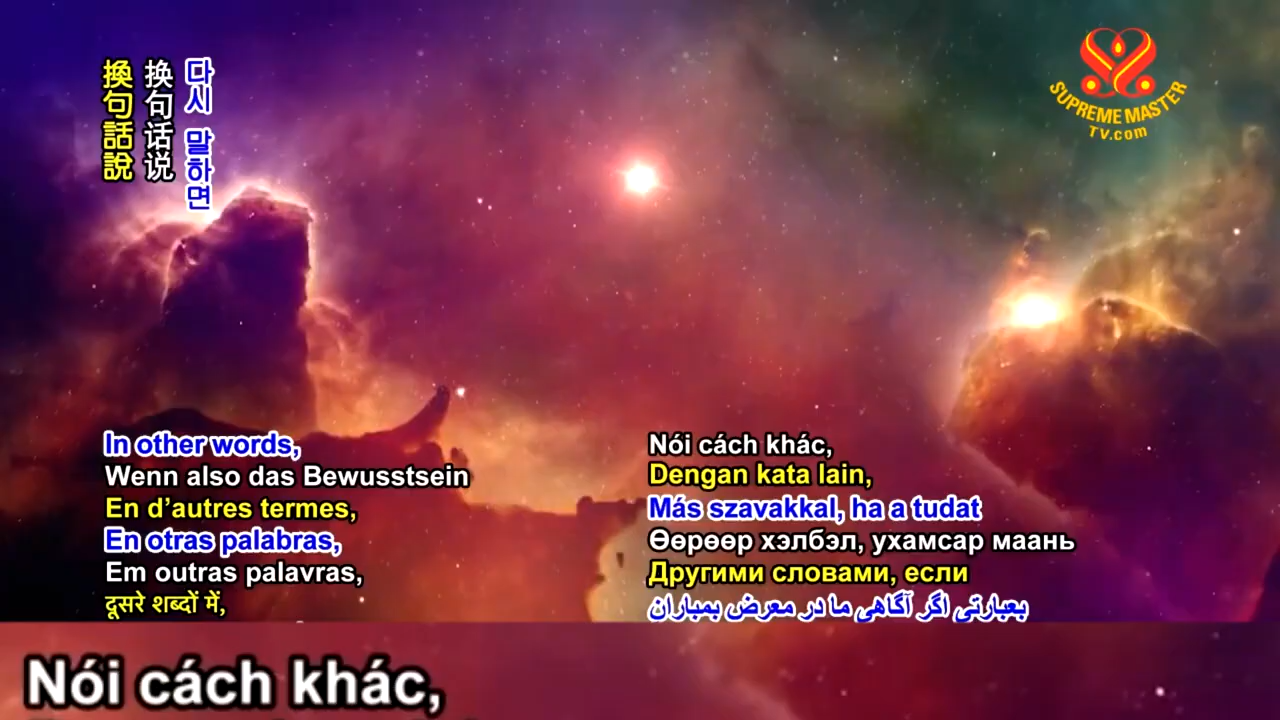 換句話說
换句话说
다시 말하면
SUPREME MASTER
TV.com
In other words,
Wenn also das Bewusstsein
En d’autres termes,
En otras palabras,
Em outras palavras,
दूसरे शब्दों में,
Nói cách khác,
Dengan kata lain,
Más szavakkal, ha a tudat
Өөрөөр хэлбэл, ухамсар маань
Другими словами, если
بعبارتی اگر آگاهی ما در معرض بمباران
Nói cách khác,